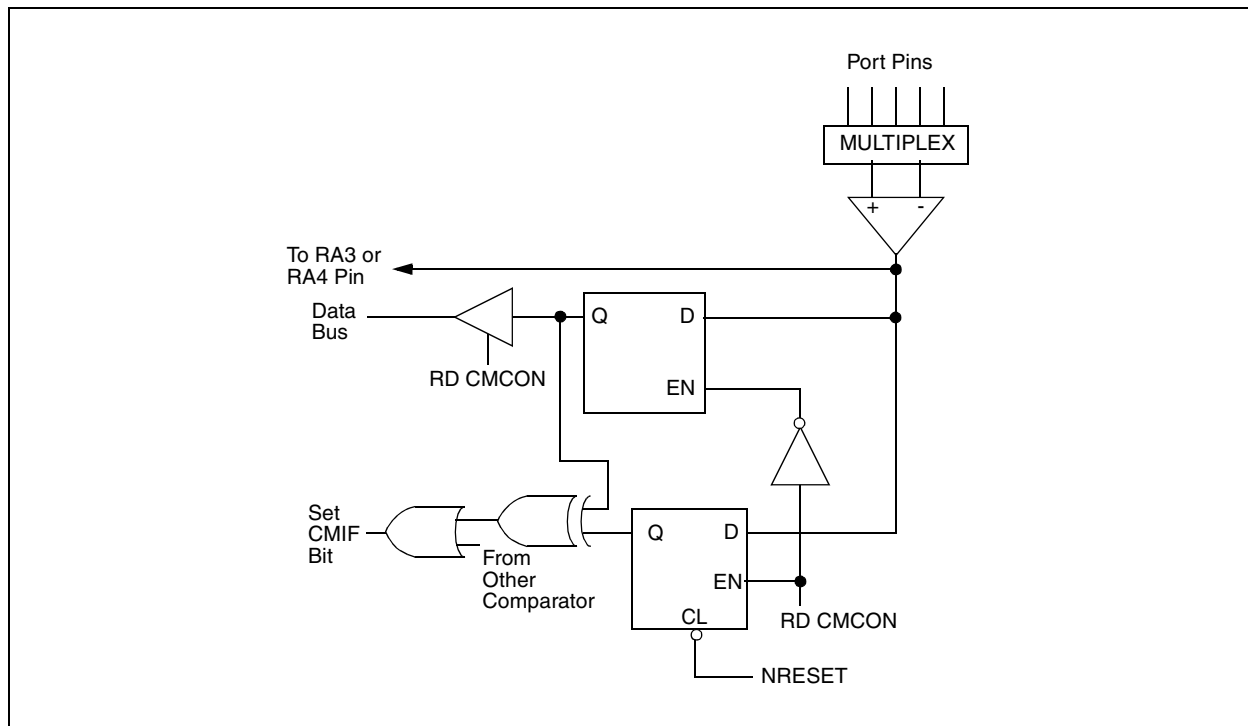 Port Pins
MULTIPLEX
+ -
To RA3 or
RA4 Pin
Data
Bus
Q D
RD CMCON
EN
Set
CMIF
Bit
From
Other
Comparator
Q D
EN
CL
RD CMCON
NRESET